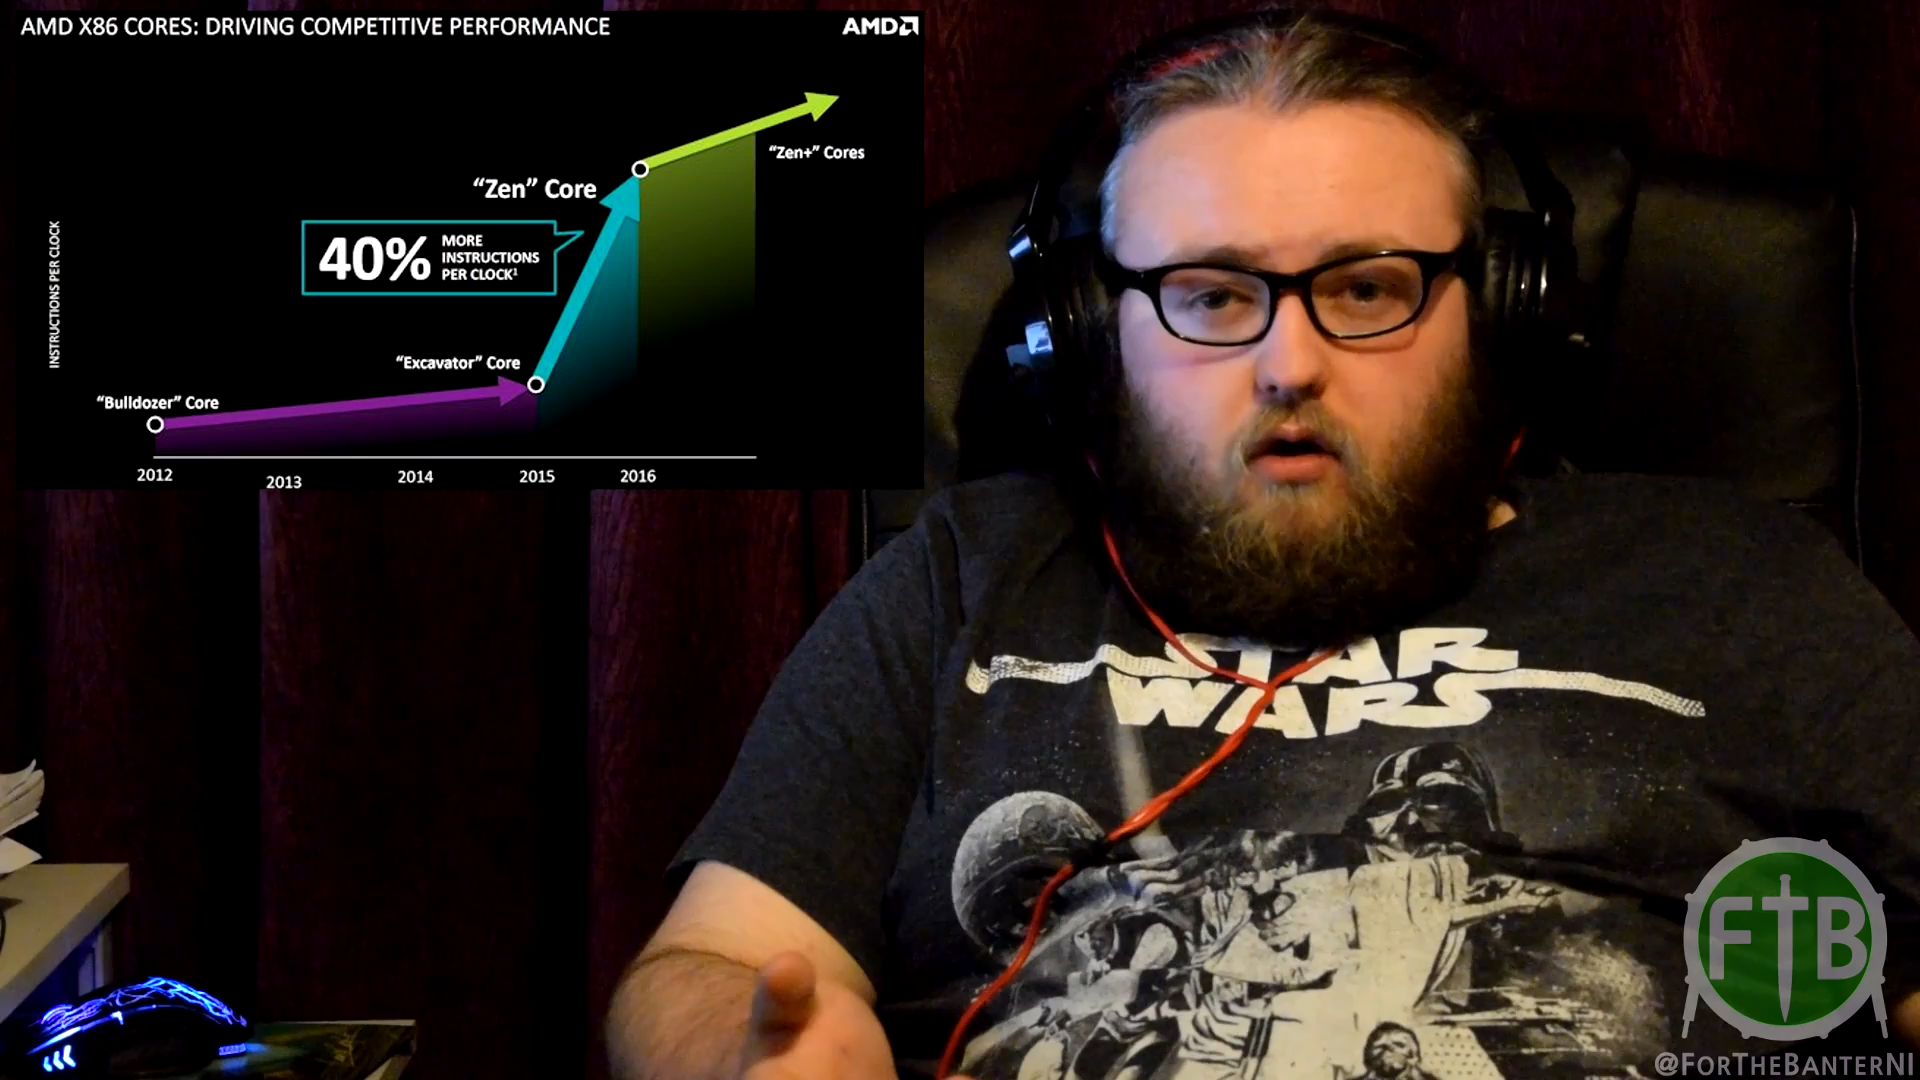 AMD X86 CORES: DRIVING COMPETITIVE PERFORMANCE
AMD
"Zen+" Cores
"Zen" Core
40%
MORE
INSTRUCTIONS
PER CLOCK¹
INSTRUCTIONS PER CLOCK
"Excavator" Core
"Bulldozer" Core
2012
2013
2014
2015
2016
STAR
WARS
FTB
@FORTHEBANTERNI